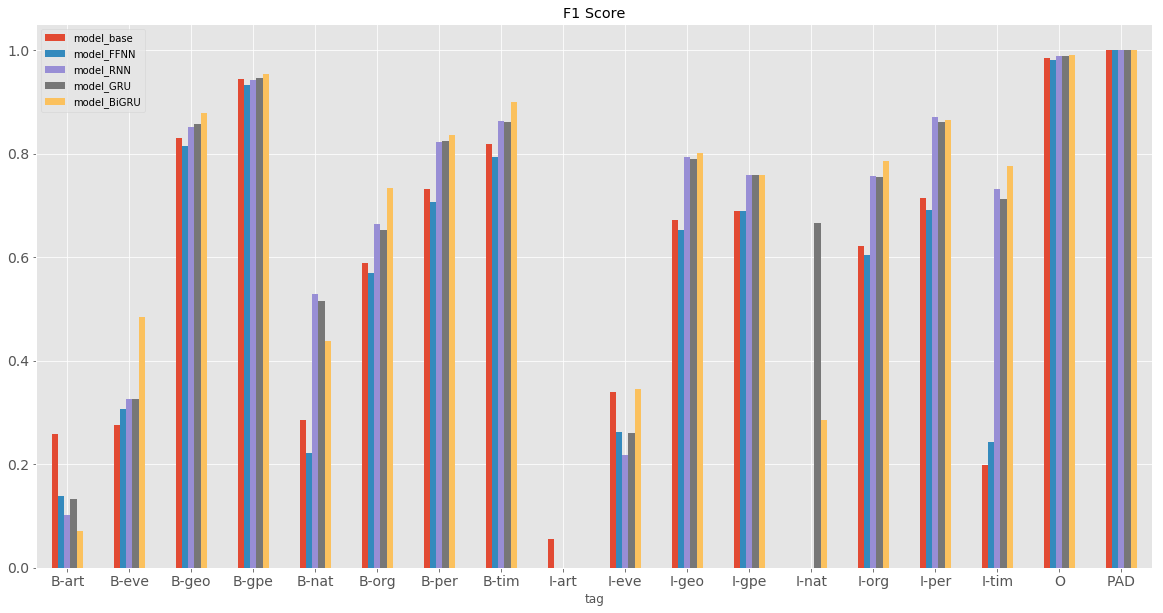 F1 Score
model_base
model_FFNN
model_RNN
model_GRU
model_BiGRU
1.0
0.8
0.6
0.4
0.2
0.0
B-art B-eve B-geo B-gpe B-nat B-org B-per B-tim I-art I-eve I-geo I-gpe I-nat I-org I-per I-tim O PAD
tag